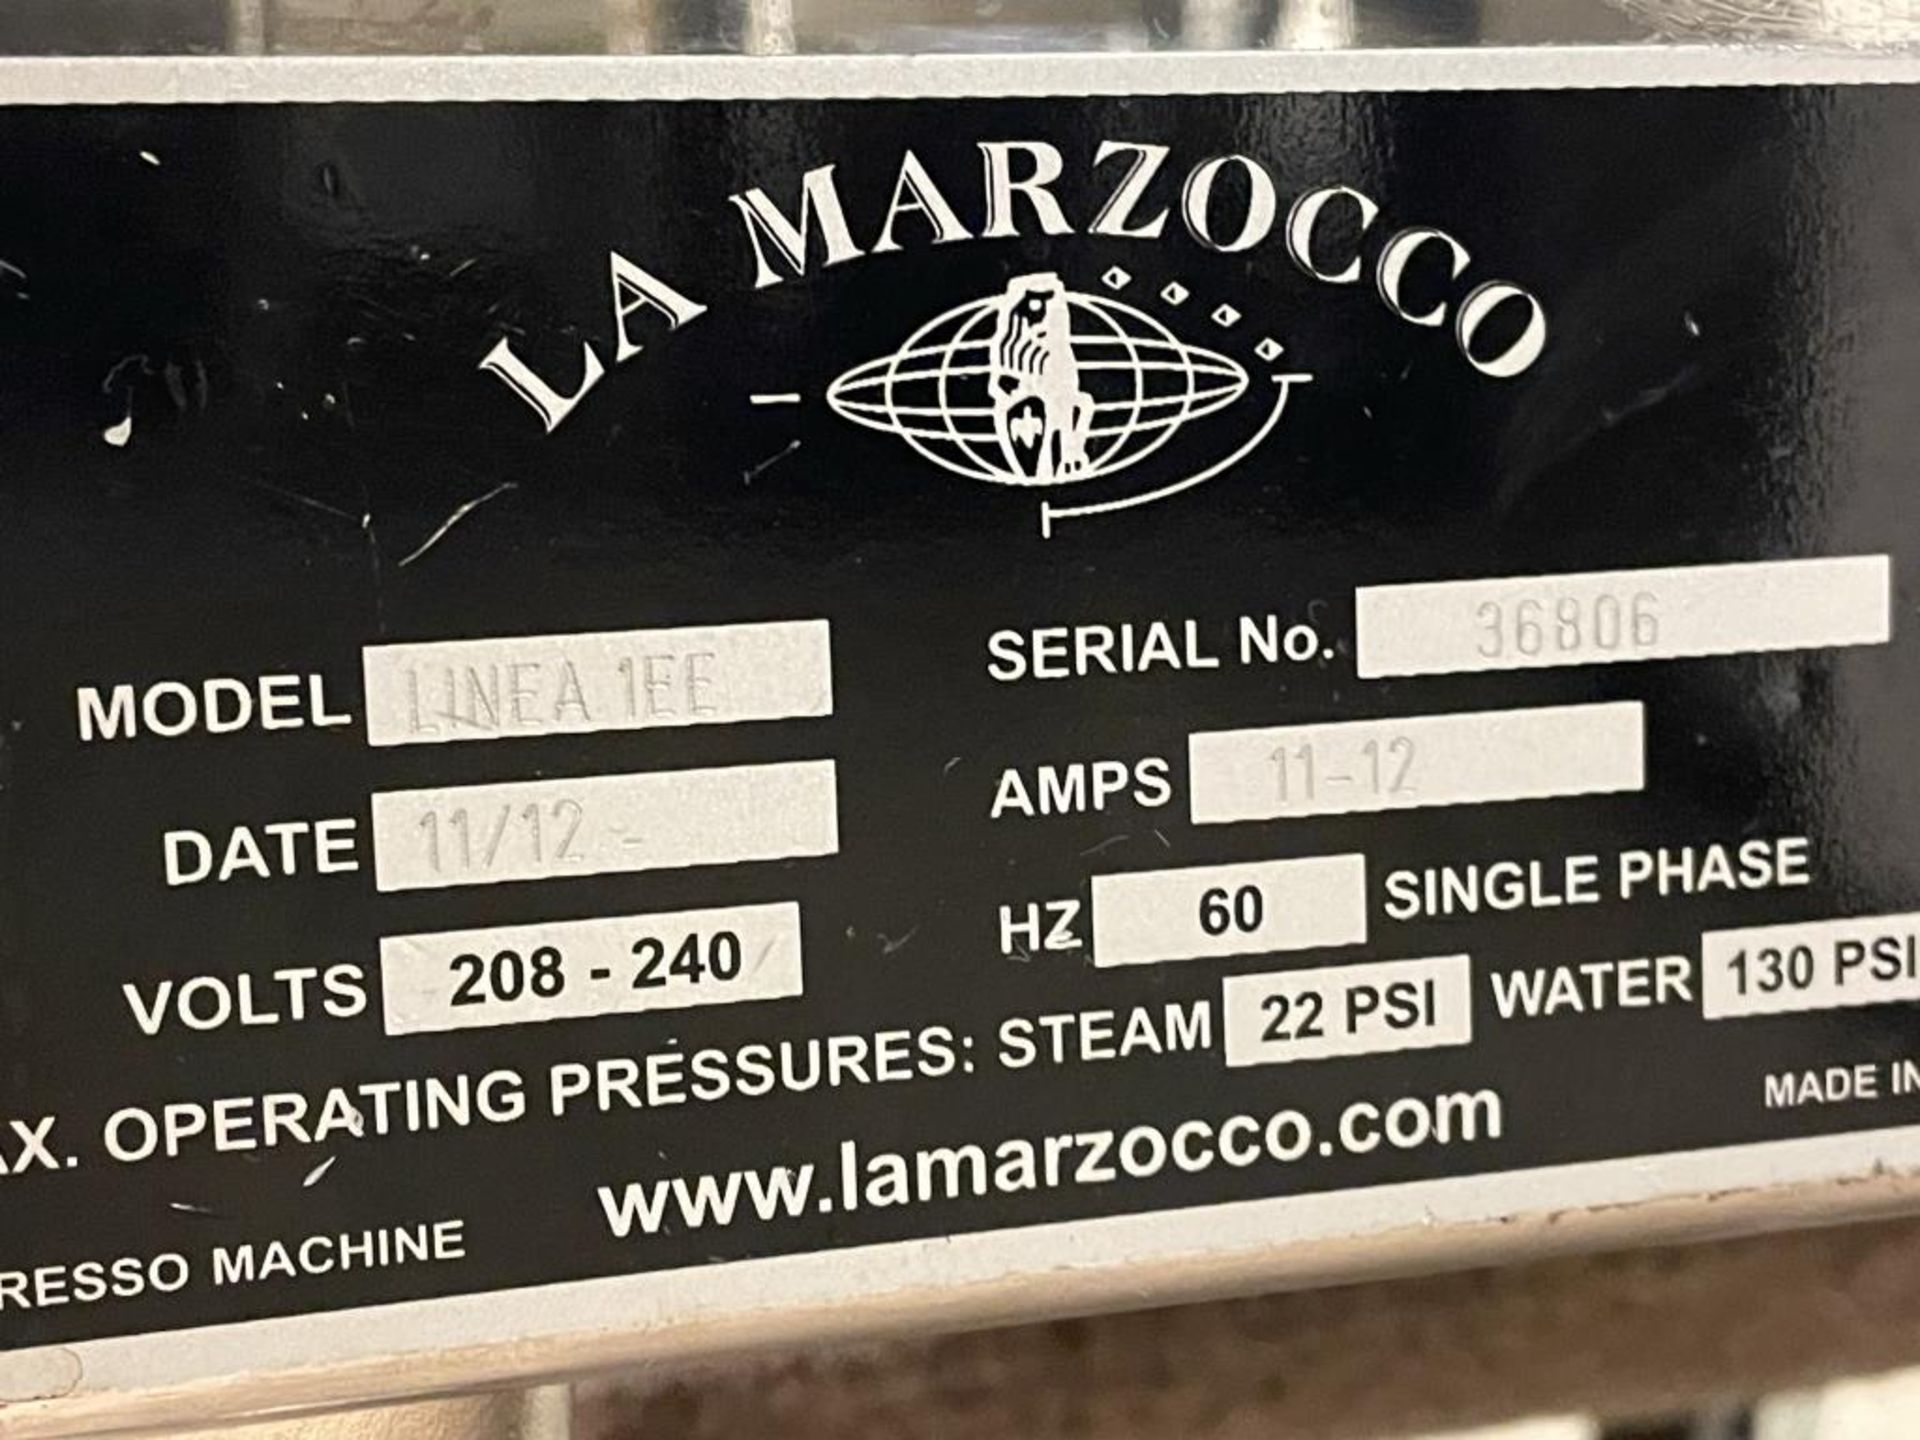 LA MARZOCCO
MODEL LINEA 1EE SERIAL No. 36806
DATE 11/12 - AMPS 11-12
VOLTS 208 - 240 HZ 60 SINGLE PHASE
AX. OPERATING PRESSURES: STEAM 22 PSI WATER 130 PSI
RESSO MACHINE www.lamarzocco.com MADE IN